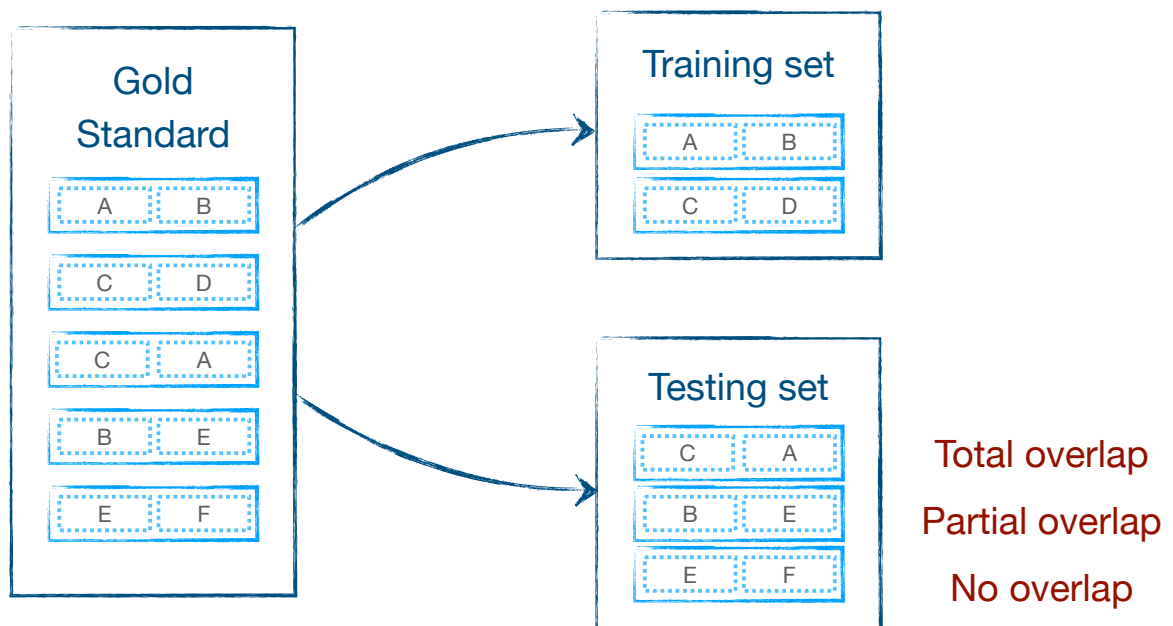 Gold
Standard
A B
C D
C A
B E
E F
Training set
A B
C D
Testing set
C A
B E
E F
Total overlap
Partial overlap
No overlap